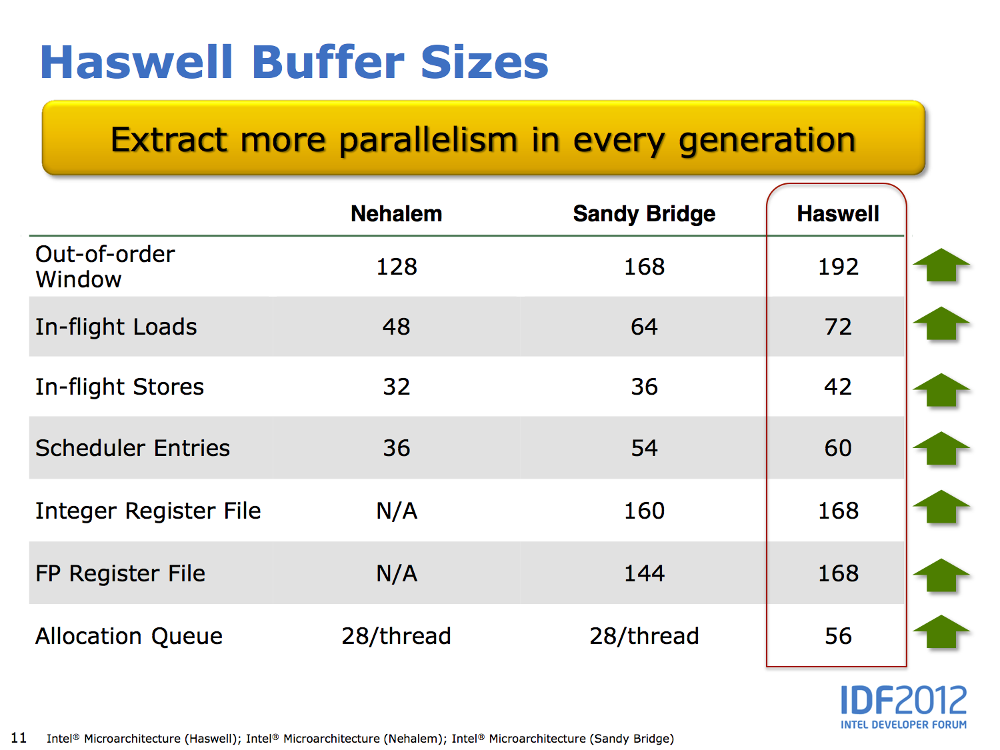 Haswell Buffer Sizes
Extract more parallelism in every generation
Nehalem Sandy Bridge Haswell
Out-of-order
Window 128 168 192
In-flight Loads 48 64 72
In-flight Stores 32 36 42
Scheduler Entries 36 54 60
Integer Register File N/A 160 168
FP Register File N/A 144 168
Allocation Queue 28/thread 28/thread 56
IDF2012
INTEL DEVELOPER FORUM
11 Intel® Microarchitecture (Haswell); Intel® Microarchitecture (Nehalem); Intel® Microarchitecture (Sandy Bridge)